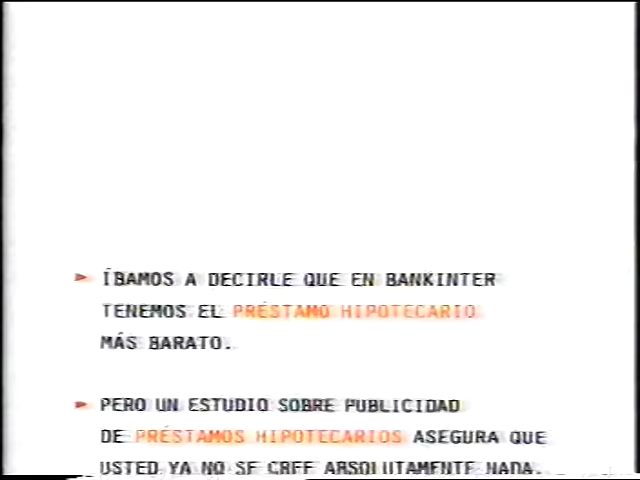 ÍBAMOS A DECIRLE QUE EN BANKINTER
TENEMOS EL PRÉSTAMO HIPOTECARIO
MÁS BARATO.
PERO UN ESTUDIO SOBRE PUBLICIDAD
DE PRÉSTAMOS HIPOTECARIOS ASEGURA QUE
USTED YA NO SE CREE ABSOLUTAMENTE NADA.